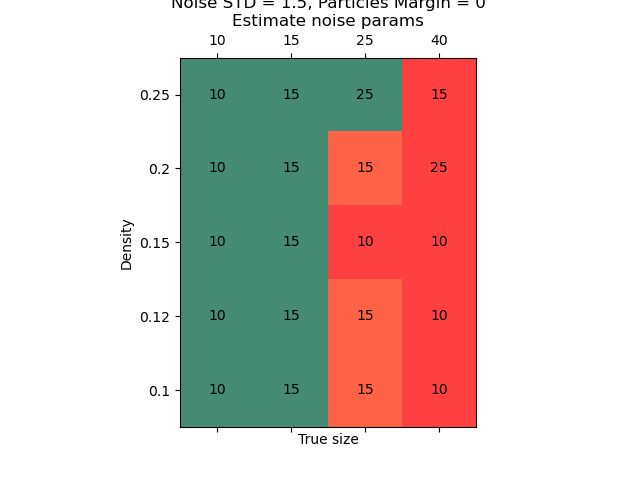 Noise STD = 1.5, Particles Margin = 0
Estimate noise params
10 15 25 40
0.25 10 15 25 15
0.2 10 15 15 25
0.15 10 15 10 10
0.12 10 15 15 10
0.1 10 15 15 10
Density
True size